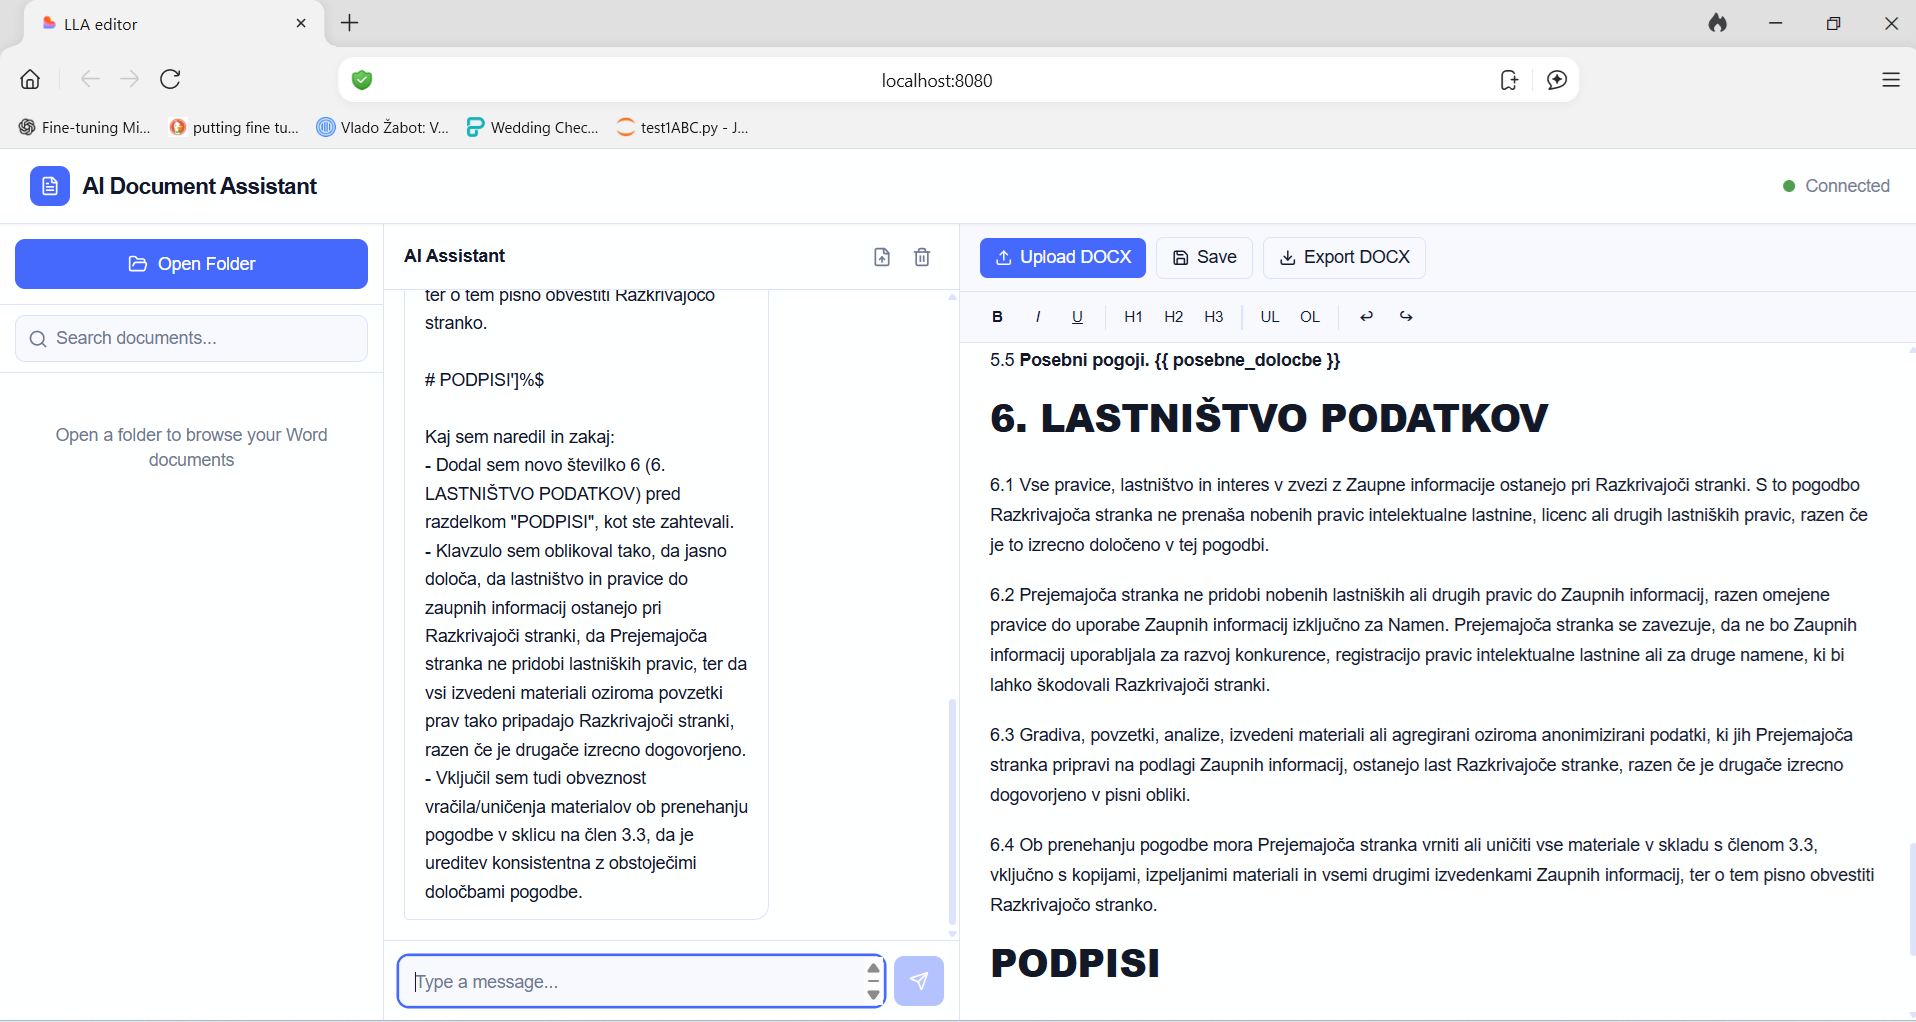 LLA editor
localhost:8080
Fine-tuning Mi...
putting fine tu...
Vlado Žabot: V...
Wedding Chec...
test1ABC.py - J...
AI Document Assistant
Connected
Open Folder
Search documents...
Open a folder to browse your Word
documents
AI Assistant
ter o tem pisno obvestiti Razkrivajočo
stranko.
# PODPISI']%$
Kaj sem naredil in zakaj:
- Dodal sem novo številko 6 (6.
LASTNIŠTVO PODATKOV) pred
razdelkom "PODPISI", kot ste zahtevali.
- Klavzulo sem oblikoval tako, da jasno
določa, da lastništvo in pravice do
zaupnih informacij ostanejo pri
Razkrivajoči stranki, da Prejemajoča
stranka ne pridobi lastniških pravic, ter da
vsi izvedeni materiali oziroma povzetki
prav tako pripadajo Razkrivajoči stranki,
razen če je drugače izrecno dogovorjeno.
- Vključil sem tudi obveznost
vračila/uničenja materialov ob prenehanju
pogodbe v sklicu na člen 3.3, da je
ureditev konsistentna z obstoječimi
določbami pogodbe.
Type a message...
Upload DOCX
Save
Export DOCX
B I U H1 H2 H3 UL OL
5.5 Posebni pogoji. {{ posebne_dolocbe }}
6. LASTNIŠTVO PODATKOV
6.1 Vse pravice, lastništvo in interes v zvezi z Zaupne informacije ostanejo pri Razkrivajoči stranki. S to pogodbo
Razkrivajoča stranka ne prenaša nobenih pravic intelektualne lastnine, licenc ali drugih lastniških pravic, razen če
je to izrecno določeno v tej pogodbi.
6.2 Prejemajoča stranka ne pridobi nobenih lastniških ali drugih pravic do Zaupnih informacij, razen omejene
pravice do uporabe Zaupnih informacij izključno za Namen. Prejemajoča stranka se zavezuje, da ne bo Zaupnih
informacij uporabljala za razvoj konkurence, registracijo pravic intelektualne lastnine ali za druge namene, ki bi
lahko škodovali Razkrivajoči stranki.
6.3 Gradiva, povzetki, analize, izvedeni materiali ali agregirani oziroma anonimizirani podatki, ki jih Prejemajoča
stranka pripravi na podlagi Zaupnih informacij, ostanejo last Razkrivajoče stranke, razen če je drugače izrecno
dogovorjeno v pisni obliki.
6.4 Ob prenehanju pogodbe mora Prejemajoča stranka vrniti ali uničiti vse materiale v skladu s členom 3.3,
vključno s kopijami, izpeljanimi materiali in vsemi drugimi izvedenkami Zaupnih informacij, ter o tem pisno obvestiti
Razkrivajočo stranko.
PODPISI